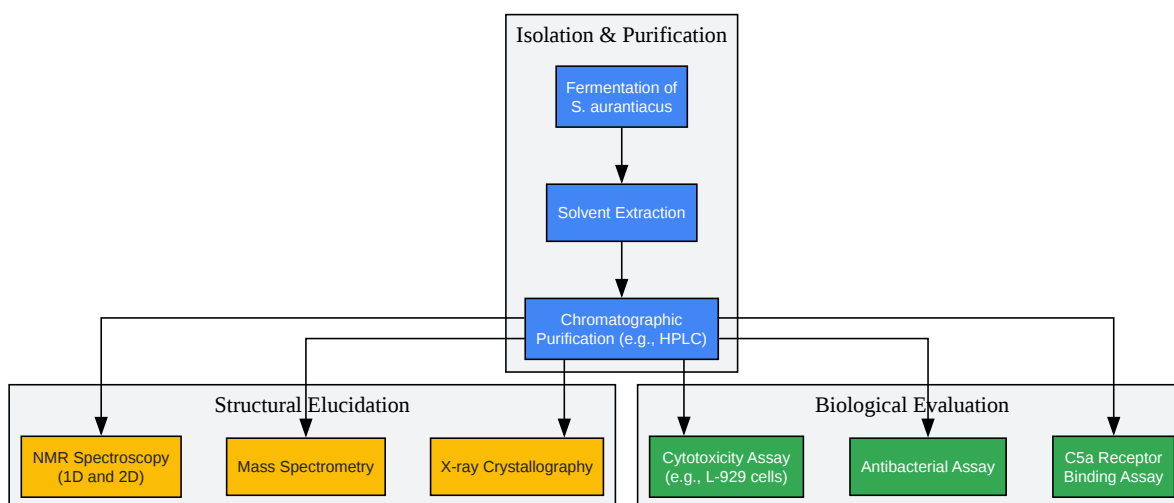 Isolation & Purification
Fermentation of
S. aurantiacus
Solvent Extraction
Chromatographic
Purification (e.g., HPLC)
Structural Elucidation
NMR Spectroscopy
(1D and 2D)
Mass Spectrometry
X-ray Crystallography
Biological Evaluation
Cytotoxicity Assay
(e.g., L-929 cells)
Antibacterial Assay
C5a Receptor
Binding Assay